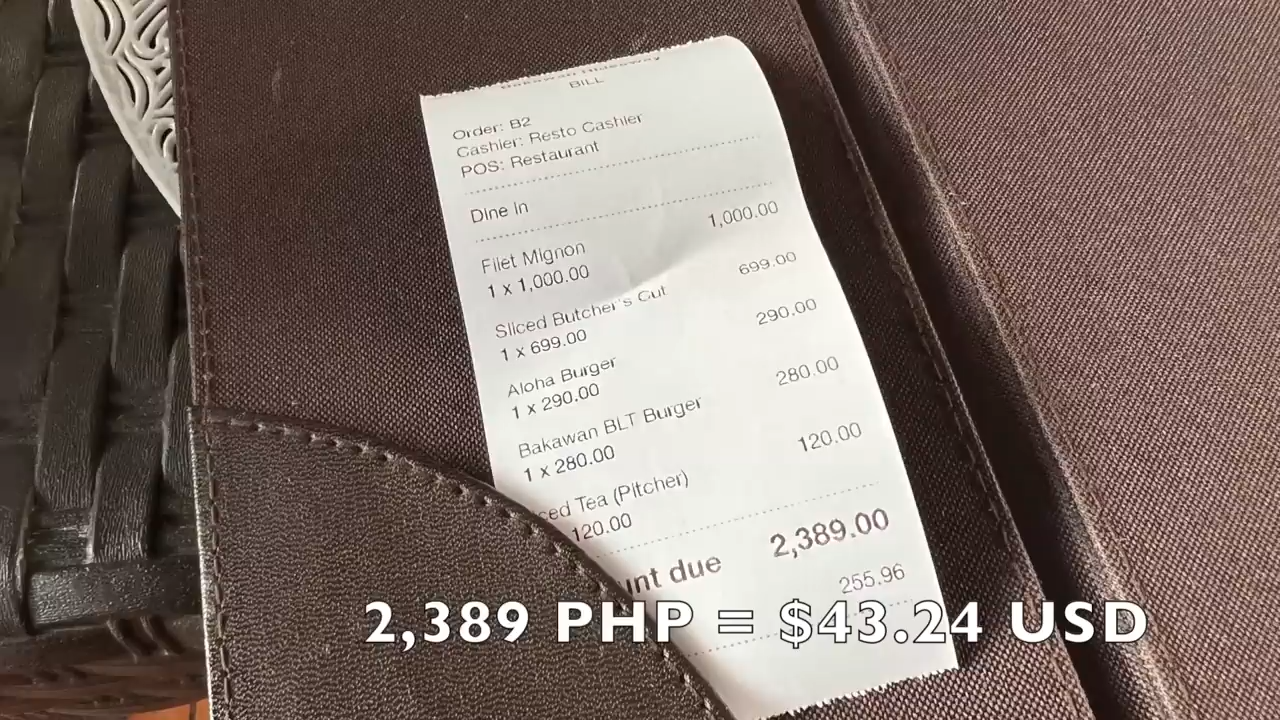 BILL
Order: B2
Cashier: Resto Cashier
POS: Restaurant
Dine in
Filet Mignon
1 x 1,000.00 1,000.00
Sliced Butcher's Cut
1 x 699.00 699.00
Aloha Burger
1 x 290.00 290.00
Bakawan BLT Burger
1 x 280.00 280.00
ced Tea (Pitcher)
120.00 120.00
unt due 2,389.00
255.96
2,389 PHP = $43.24 USD